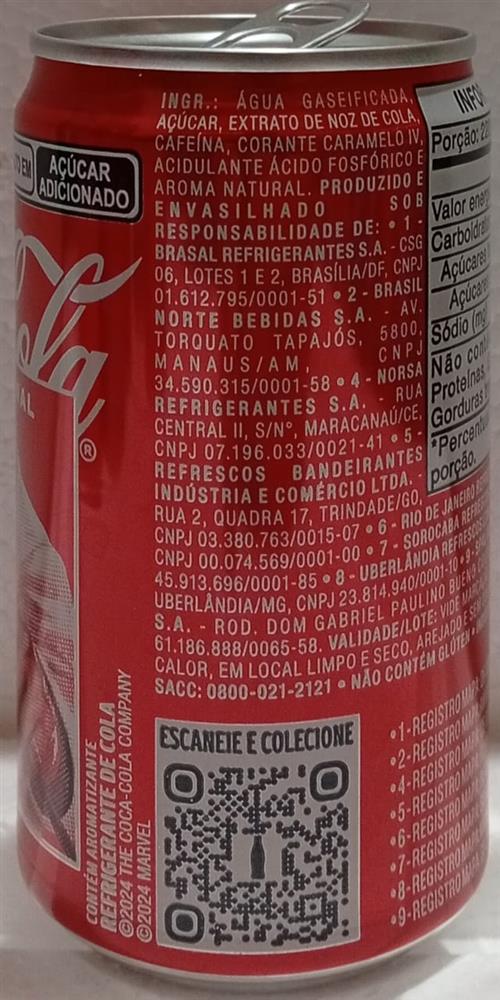 EM
AÇÚCAR
ADICIONADO
ola
®
INGR.: ÁGUA GASEIFICADA,
AÇÚCAR, EXTRATO DE NOZ DE COLA,
CAFEÍNA, CORANTE CARAMELO IV,
ACIDULANTE ÁCIDO FOSFÓRICO E
AROMA NATURAL. PRODUZIDO E
ENVASILHADO SOB
RESPONSABILIDADE DE: • 1 -
BRASAL REFRIGERANTES S.A. - CSG
06, LOTES 1 E 2, BRASÍLIA/DF, CNPJ
01.612.795/0001-51 • 2 - BRASIL
NORTE BEBIDAS S.A. - AV.
TORQUATO TAPAJÓS, 5800,
MANAUS/AM, CNPJ
34.590.315/0001-58 • 4 - NORSA
REFRIGERANTES S.A. - RUA
CENTRAL II, S/Nº, MARACANAÚ/CE,
CNPJ 07.196.033/0021-41 • 5 -
REFRESCOS BANDEIRANTES
INDÚSTRIA E COMÉRCIO LTDA. -
RUA 2, QUADRA 17, TRINDADE/GO,
CNPJ 03.380.763/0015-07 • 6 - RIO DE JANEIRO
CNPJ 00.074.569/0001-00 • 7 - SOROCABA
45.913.696/0001-85 • 8 - UBERLÂNDIA REFRESCOS
UBERLÂNDIA/MG, CNPJ 23.814.940/0001-10 • 9 -
S.A. - ROD. DOM GABRIEL PAULINO BUENO
61.186.888/0065-58. VALIDADE/LOTE: VIDE
CALOR, EM LOCAL LIMPO E SECO, AREJADO E
SACC: 0800-021-2121 • NÃO CONTÉM GLÚTEN
INFO
Porção: 22
Valor energ
Carboidra
Açúcares
Açúcare
Sódio (mg
Não cont
Proteínas,
Gorduras
*Percentu
porção.
CONTÉM AROMATIZANTE
REFRIGERANTE DE COLA
©2024 THE COCA-COLA COMPANY
©2024 MARVEL
ESCANEIE E COLECIONE
•1-REGISTRO
•2-REGISTRO
•4-REGISTRO
•5-REGISTRO
•6-REGISTRO
•7-REGISTRO
•8-REGISTRO
•9-REGISTRO